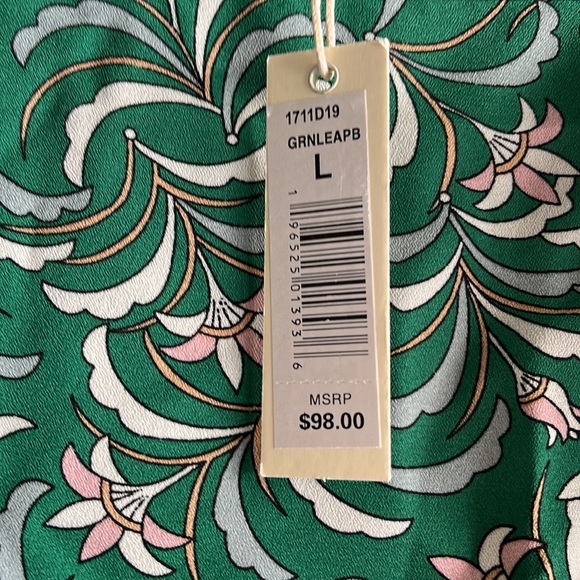 1711D19
GRNLEAPB
L
1 96525 01393 6
MSRP
$98.00